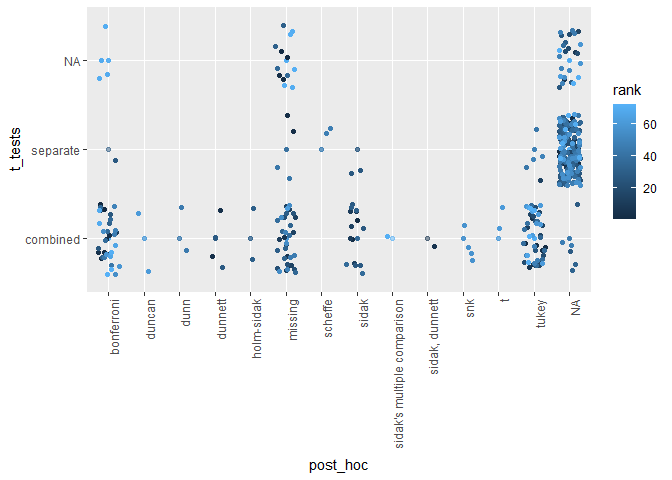 NA
separate
combined
t_tests
bonferroni
duncan
dunn
dunnett
holm-sidak
missing
scheffe
sidak
sidak's multiple comparison
sidak, dunnett
snk
t
tukey
NA
post_hoc
rank
60
40
20